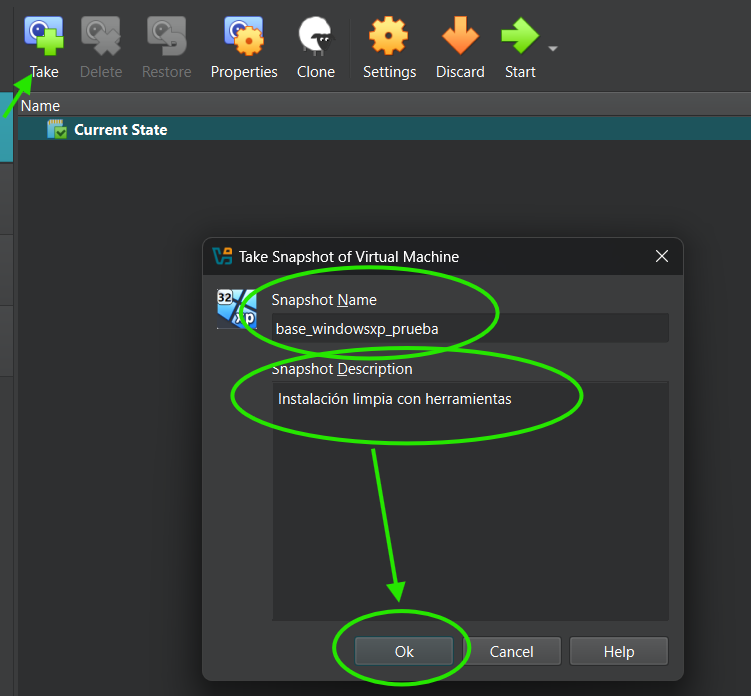 Take Delete Restore Properties Clone Settings Discard Start
Name
Current State
Take Snapshot of Virtual Machine
32
xp
Snapshot Name
base_windowsxp_prueba
Snapshot Description
Instalación limpia con herramientas
Ok Cancel Help